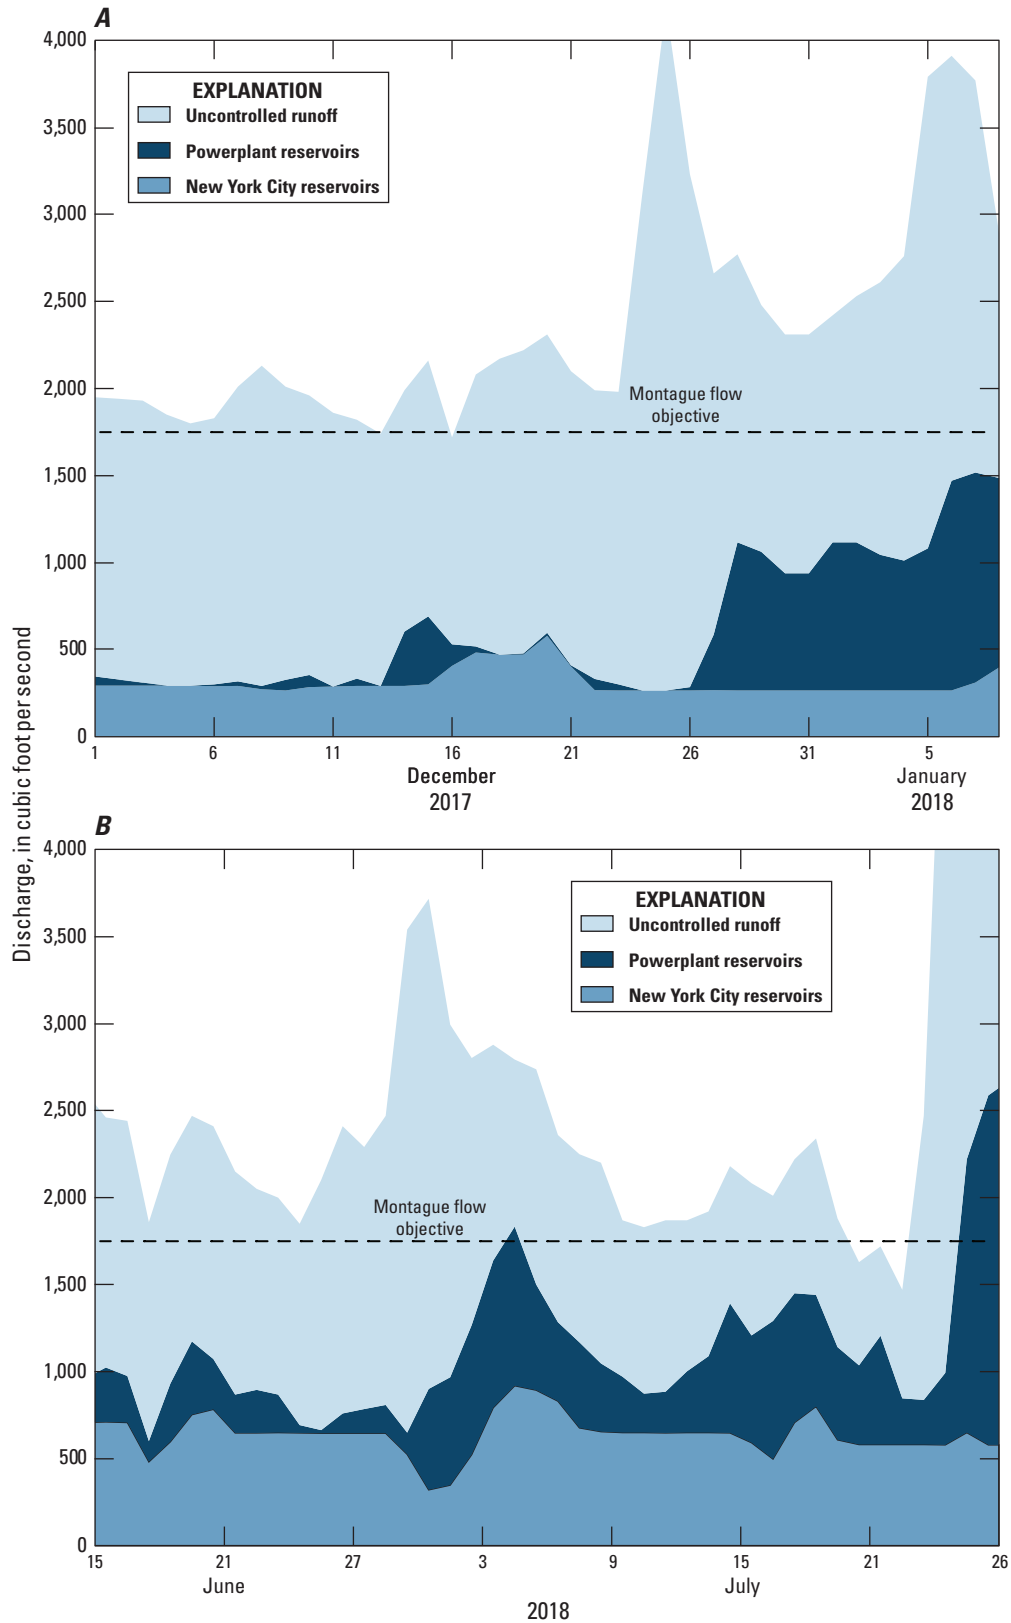 A
4,000
3,500
3,000
2,500
2,000
1,500
1,000
500
0
EXPLANATION
Uncontrolled runoff
Powerplant reservoirs
New York City reservoirs
Montague flow
objective
1 6 11 16 21 26 31 5
December January
2017 2018
Discharge, in cubic foot per second
B
4,000
3,500
3,000
2,500
2,000
1,500
1,000
500
0
EXPLANATION
Uncontrolled runoff
Powerplant reservoirs
New York City reservoirs
Montague flow
objective
15 21 27 3 9 15 21 26
June July
2018